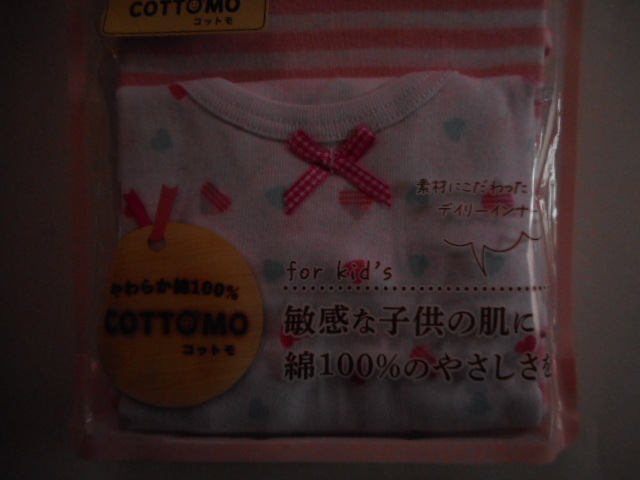 COTTOMO
コットモ
素材にこだわった
デイリーインナー
for kid's
やわらか綿100%
COTTOMO
コットモ
敏感な子供の肌に
綿100%のやさしさを